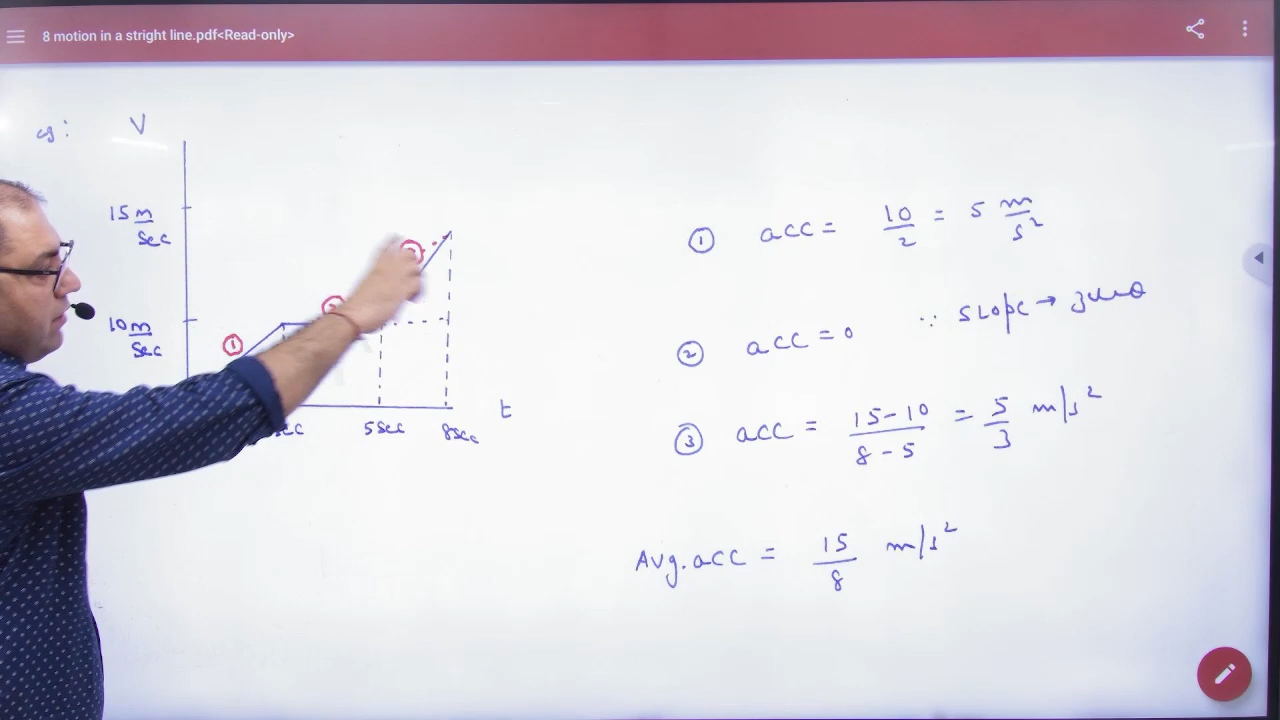 8 motion in a stright line.pdf<Read-only>
eg: V
15 m/sec
10 m/sec
①
5 sec
8 sec
t
① acc = 10/2 = 5 m/s²
② acc = 0 ∵ slope → zero
③ acc = 15-10/8-5 = 5/3 m/s²
Avg. acc = 15/8 m/s²